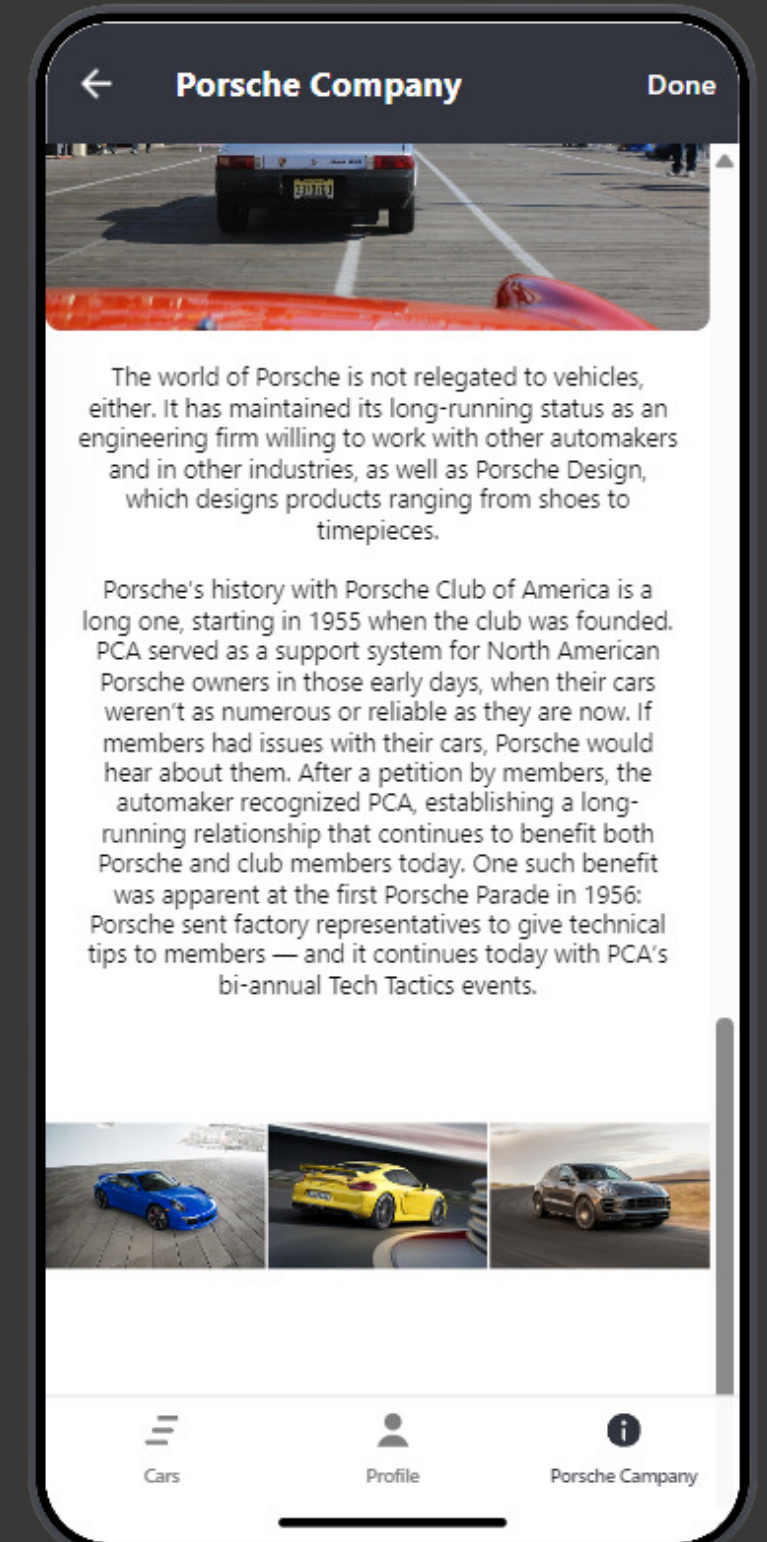 Porsche Company
Done
The world of Porsche is not relegated to vehicles,
either. It has maintained its long-running status as an
engineering firm willing to work with other automakers
and in other industries, as well as Porsche Design,
which designs products ranging from shoes to
timepieces.
Porsche's history with Porsche Club of America is a
long one, starting in 1955 when the club was founded.
PCA served as a support system for North American
Porsche owners in those early days, when their cars
weren't as numerous or reliable as they are now. If
members had issues with their cars, Porsche would
hear about them. After a petition by members, the
automaker recognized PCA, establishing a long-
running relationship that continues to benefit both
Porsche and club members today. One such benefit
was apparent at the first Porsche Parade in 1956:
Porsche sent factory representatives to give technical
tips to members — and it continues today with PCA's
bi-annual Tech Tactics events.
Cars
Profile
Porsche Campany